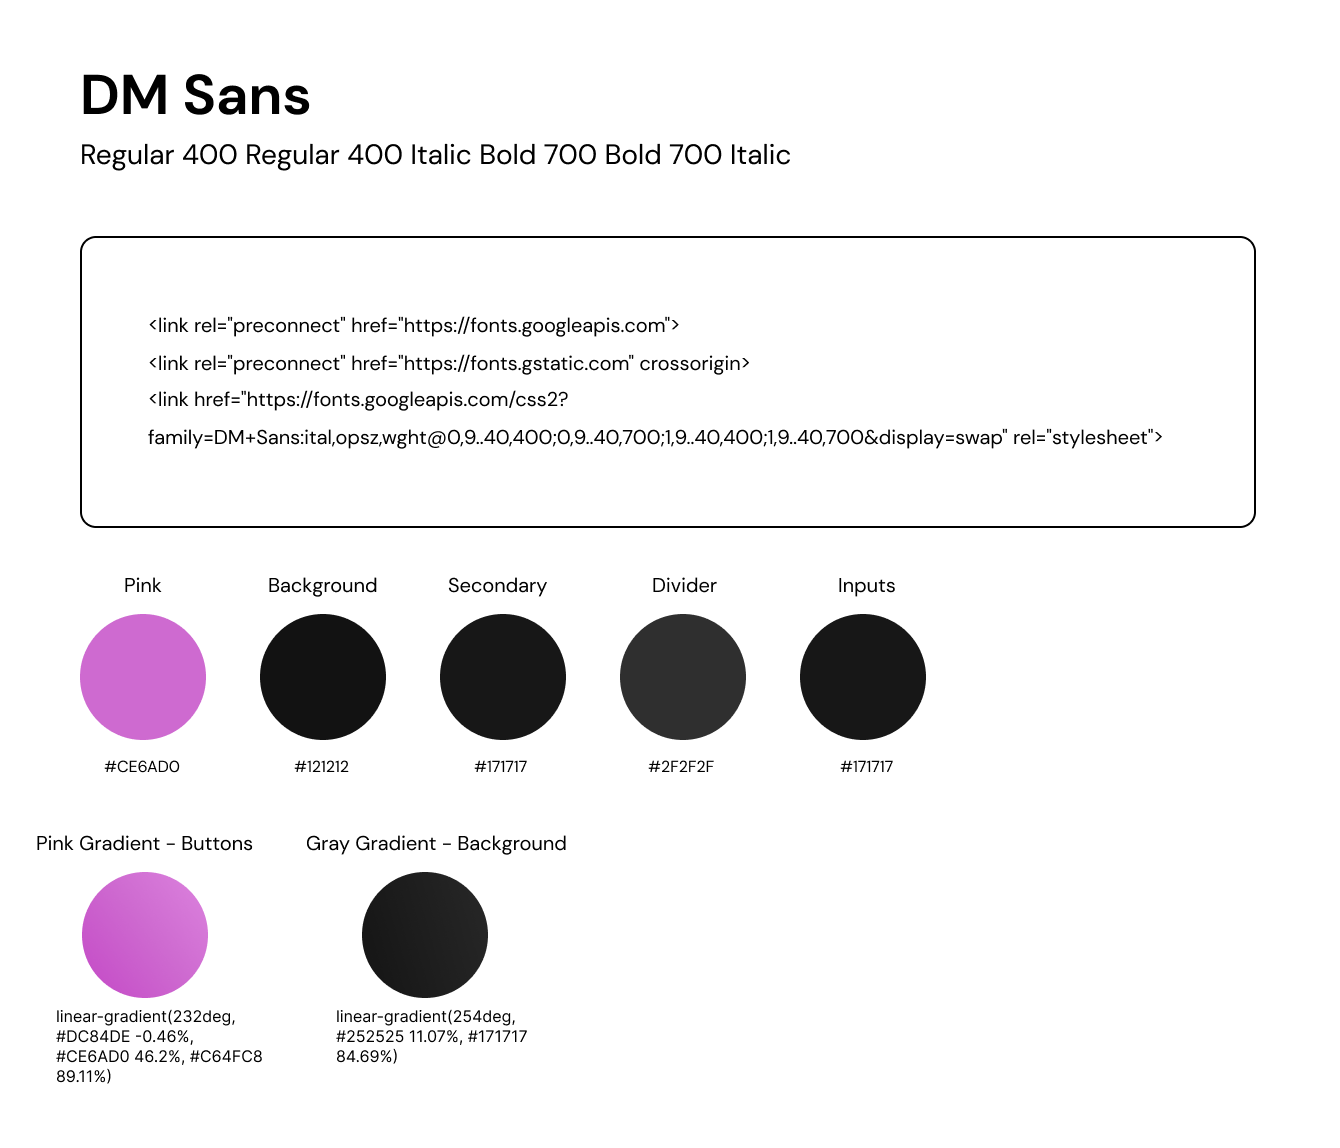 DM Sans
Regular 400 Regular 400 Italic Bold 700 Bold 700 Italic
<link rel="preconnect" href="https://fonts.googleapis.com">
<link rel="preconnect" href="https://fonts.gstatic.com" crossorigin>
<link href="https://fonts.googleapis.com/css2?
family=DM+Sans:ital,opsz,wght@0,9..40,400;0,9..40,700;1,9..40,400;1,9..40,700&display=swap" rel="stylesheet">
Pink
Background
Secondary
Divider
Inputs
#CE6AD0
#121212
#171717
#2F2F2F
#171717
Pink Gradient - Buttons
Gray Gradient - Background
linear-gradient(232deg,
#DC84DE -0.46%,
#CE6AD0 46.2%, #C64FC8
89.11%)
linear-gradient(254deg,
#252525 11.07%, #171717
84.69%)